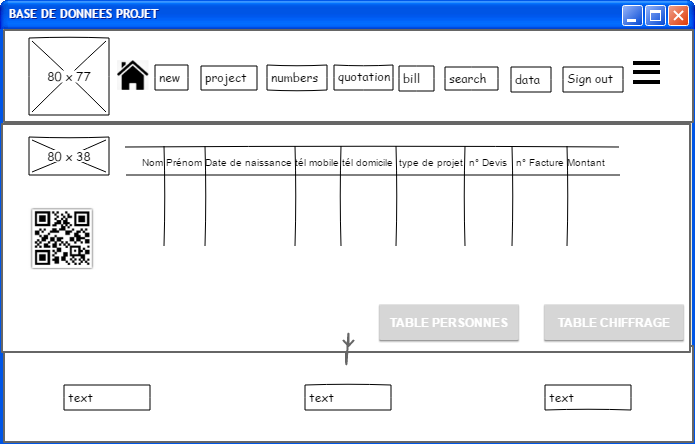 BASE DE DONNEES PROJET
80 x 77
new project numbers quotation bill search data Sign out
80 x 38
Nom Prénom Date de naissance tél mobile tél domicile type de projet n° Devis n° Facture Montant
TABLE PERSONNES TABLE CHIFFRAGE
text text text